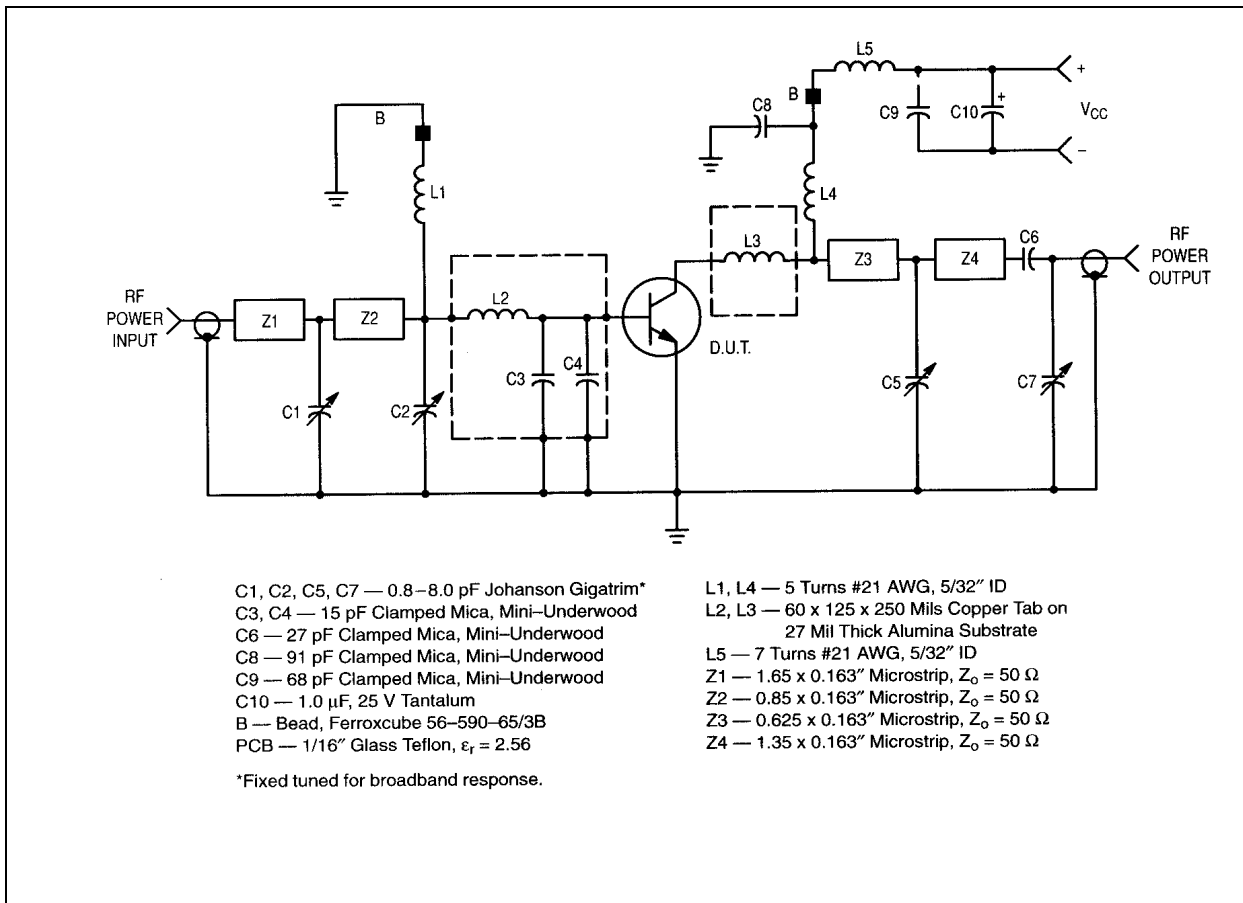 L5
+
B
C8
C9
C10
+
VCC
–
B
L1
L4
L3
C6
RF
POWER
OUTPUT
Z3
Z4
RF
POWER
INPUT
Z1
Z2
L2
D.U.T.
C3
C4
C1
C2
C5
C7
C1, C2, C5, C7 — 0.8–8.0 pF Johanson Gigatrim*
C3, C4 — 15 pF Clamped Mica, Mini–Underwood
C6 — 27 pF Clamped Mica, Mini–Underwood
C8 — 91 pF Clamped Mica, Mini–Underwood
C9 — 68 pF Clamped Mica, Mini–Underwood
C10 — 1.0 μF, 25 V Tantalum
B — Bead, Ferroxcube 56–590–65/3B
PCB — 1/16″ Glass Teflon, εr = 2.56
*Fixed tuned for broadband response.
L1, L4 — 5 Turns #21 AWG, 5/32″ ID
L2, L3 — 60 x 125 x 250 Mils Copper Tab on
27 Mil Thick Alumina Substrate
L5 — 7 Turns #21 AWG, 5/32″ ID
Z1 — 1.65 x 0.163″ Microstrip, Zo = 50 Ω
Z2 — 0.85 x 0.163″ Microstrip, Zo = 50 Ω
Z3 — 0.625 x 0.163″ Microstrip, Zo = 50 Ω
Z4 — 1.35 x 0.163″ Microstrip, Zo = 50 Ω